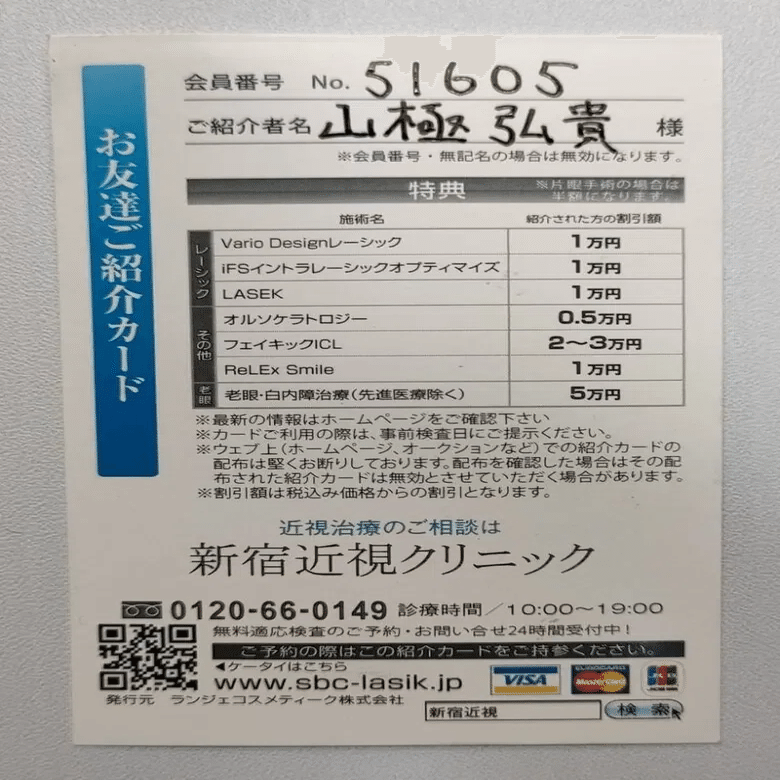 お友達ご紹介カード
会員番号 No. 51605
ご紹介者名 山極 弘貴 様
※会員番号・無記名の場合は無効になります。
特典 ※片眼手術の場合は
半額になります。
施術名 紹介された方の割引額
レーシック
Vario Designレーシック 1万円
iFSイントラレーシックオプティマイズ 1万円
LASEK 1万円
その他
オルソケラトロジー 0.5万円
フェイキックICL 2〜3万円
ReLEx Smile 1万円
老眼
老眼・白内障治療(先進医療除く) 5万円
※最新の情報はホームページをご確認下さい
※カードご利用の際は、事前検査日にご提示ください。
※ウェブ上(ホームページ、オークションなど)での紹介カードの
配布は堅くお断りしております。配布を確認した場合はその配
布された紹介カードは無効とさせていただく場合があります。
※割引額は税込み価格からの割引となります。
近視治療のご相談は
新宿近視クリニック
0120-66-0149 診療時間/10:00〜19:00
無料適応検査のご予約・お問い合せ24時間受付中!
ご予約の際はこの紹介カードをご持参ください。
◀ケータイはこちら
www.sbc-lasik.jp
VISA
MasterCard
JCB
発行元 ランジェコスメティーク株式会社
新宿近視 検索